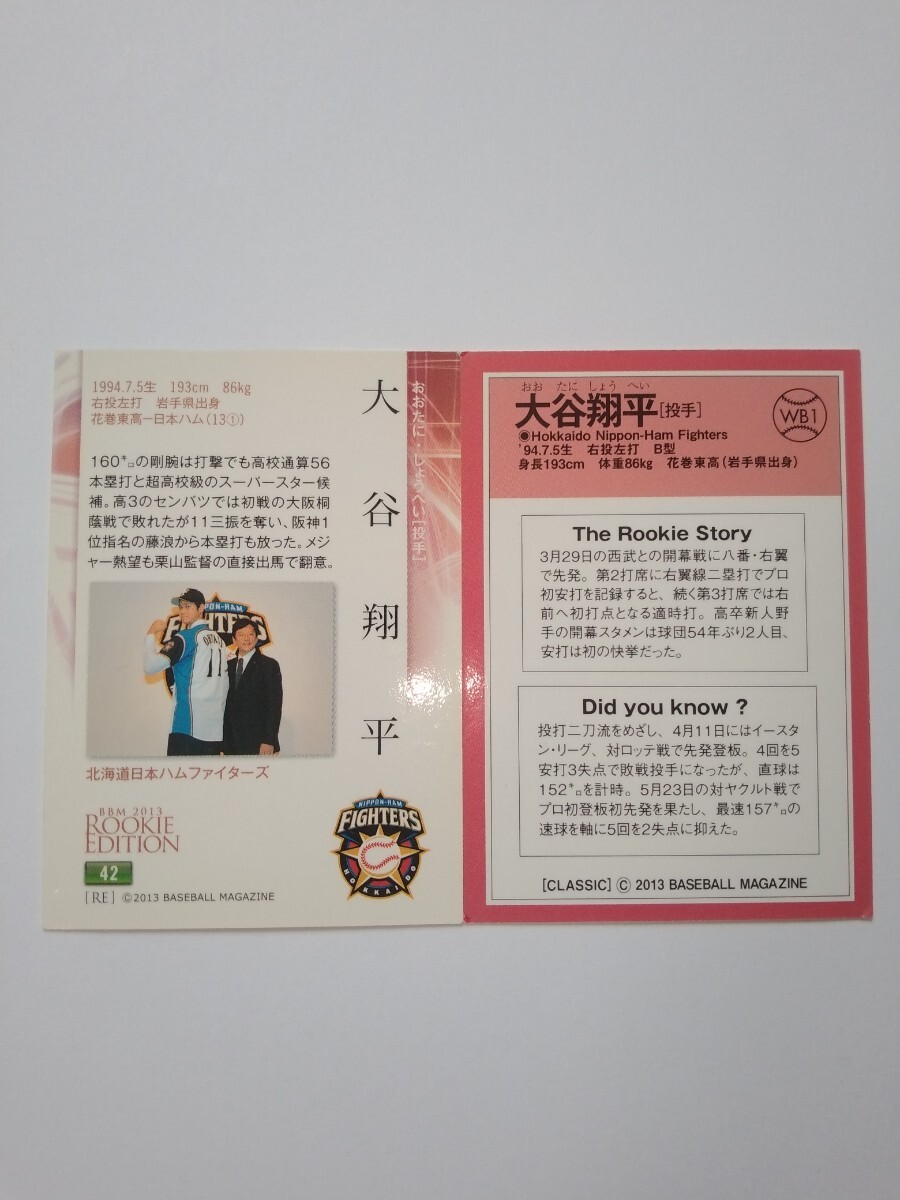 1994.7.5生 193cm 86kg
右投左打 岩手県出身
花巻東高ー日本ハム(13①)
160㌔の剛腕は打撃でも高校通算56
本塁打と超高校級のスーパースター候
補。高3のセンバツでは初戦の大阪桐
蔭戦で敗れたが11三振を奪い、阪神1
位指名の藤浪から本塁打も放った。メジ
ャー熱望も栗山監督の直接出馬で翻意。
大谷翔平
おおたに・しょうへい[投手]
NIPPON-HAM
FIGHTERS
11
北海道日本ハムファイターズ
BBM 2013
ROOKIE
EDITION
42
[RE] ©2013 BASEBALL MAGAZINE
NIPPON-HAM
FIGHTERS
HOKKAIDO
おおたにしょうへい
大谷翔平[投手]
WB1
◉Hokkaido Nippon-Ham Fighters
'94.7.5生 右投左打 B型
身長193cm 体重86kg 花巻東高(岩手県出身)
The Rookie Story
3月29日の西武との開幕戦に八番・右翼
で先発。第2打席に右翼線二塁打でプロ
初安打を記録すると、続く第3打席では右
前へ初打点となる適時打。高卒新人野
手の開幕スタメンは球団54年ぶり2人目、
安打は初の快挙だった。
Did you know ?
投打二刀流をめざし、4月11日にはイースタ
ン・リーグ、対ロッテ戦で先発登板。4回を5
安打3失点で敗戦投手になったが、直球は
152㌔を計時。5月23日の対ヤクルト戦で
プロ初登板初先発を果たし、最速157㌔の
速球を軸に5回を2失点に抑えた。
[CLASSIC] © 2013 BASEBALL MAGAZINE